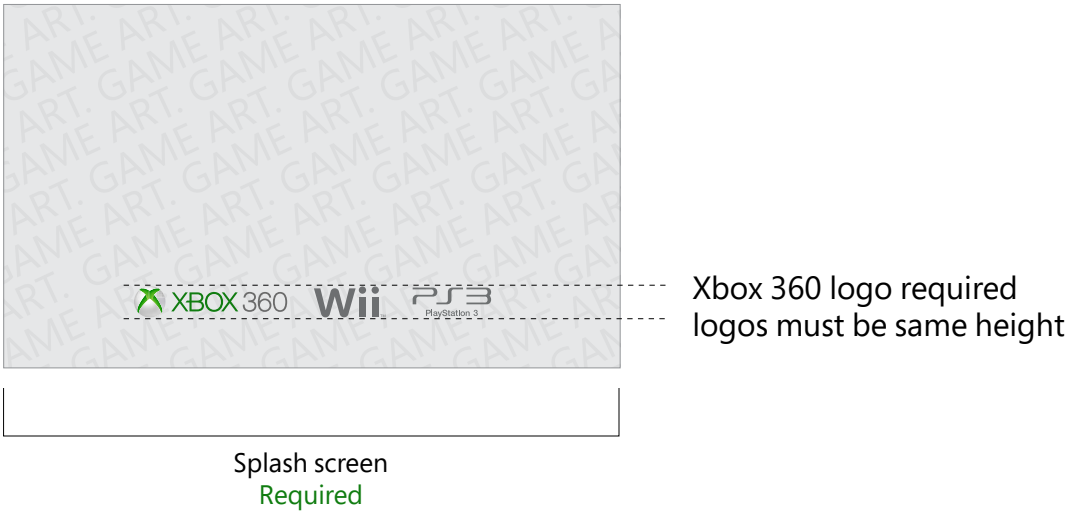 GAME ART. GAME ART. GAME ART. GAME ART.
XBOX 360 Wii™ PS3
PlayStation 3
Xbox 360 logo required
logos must be same height
Splash screen
Required